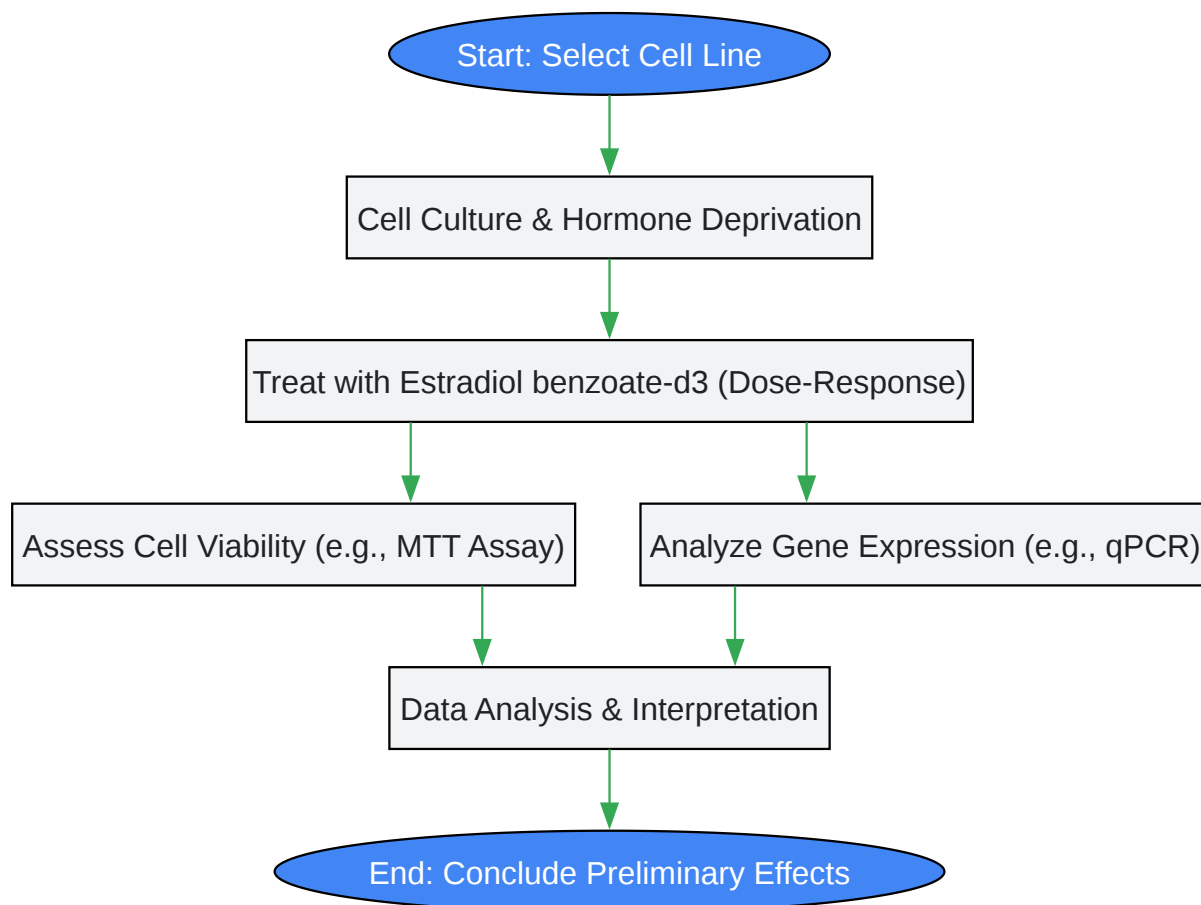 Start: Select Cell Line
Cell Culture & Hormone Deprivation
Treat with Estradiol benzoate-d3 (Dose-Response)
Assess Cell Viability (e.g., MTT Assay)
Analyze Gene Expression (e.g., qPCR)
Data Analysis & Interpretation
End: Conclude Preliminary Effects